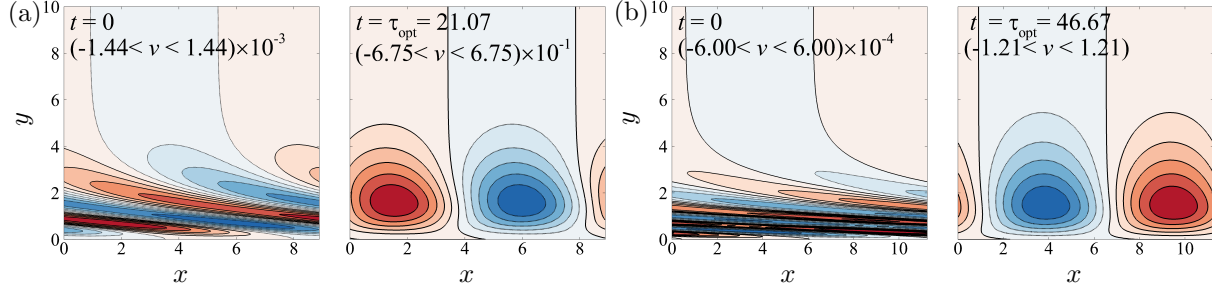 (a)
t = 0
(-1.44< v < 1.44)×10-3
t = τopt= 21.07
(-6.75< v < 6.75)×10-1
(b)
t = 0
(-6.00< v < 6.00)×10-4
t = τopt= 46.67
(-1.21< v < 1.21)
10
8
6
4
2
0
y
0 2 4 6 8
x
0 2 4 6 8
x
10
8
6
4
2
0
y
0 2 4 6 8 10
x
0 2 4 6 8 10
x